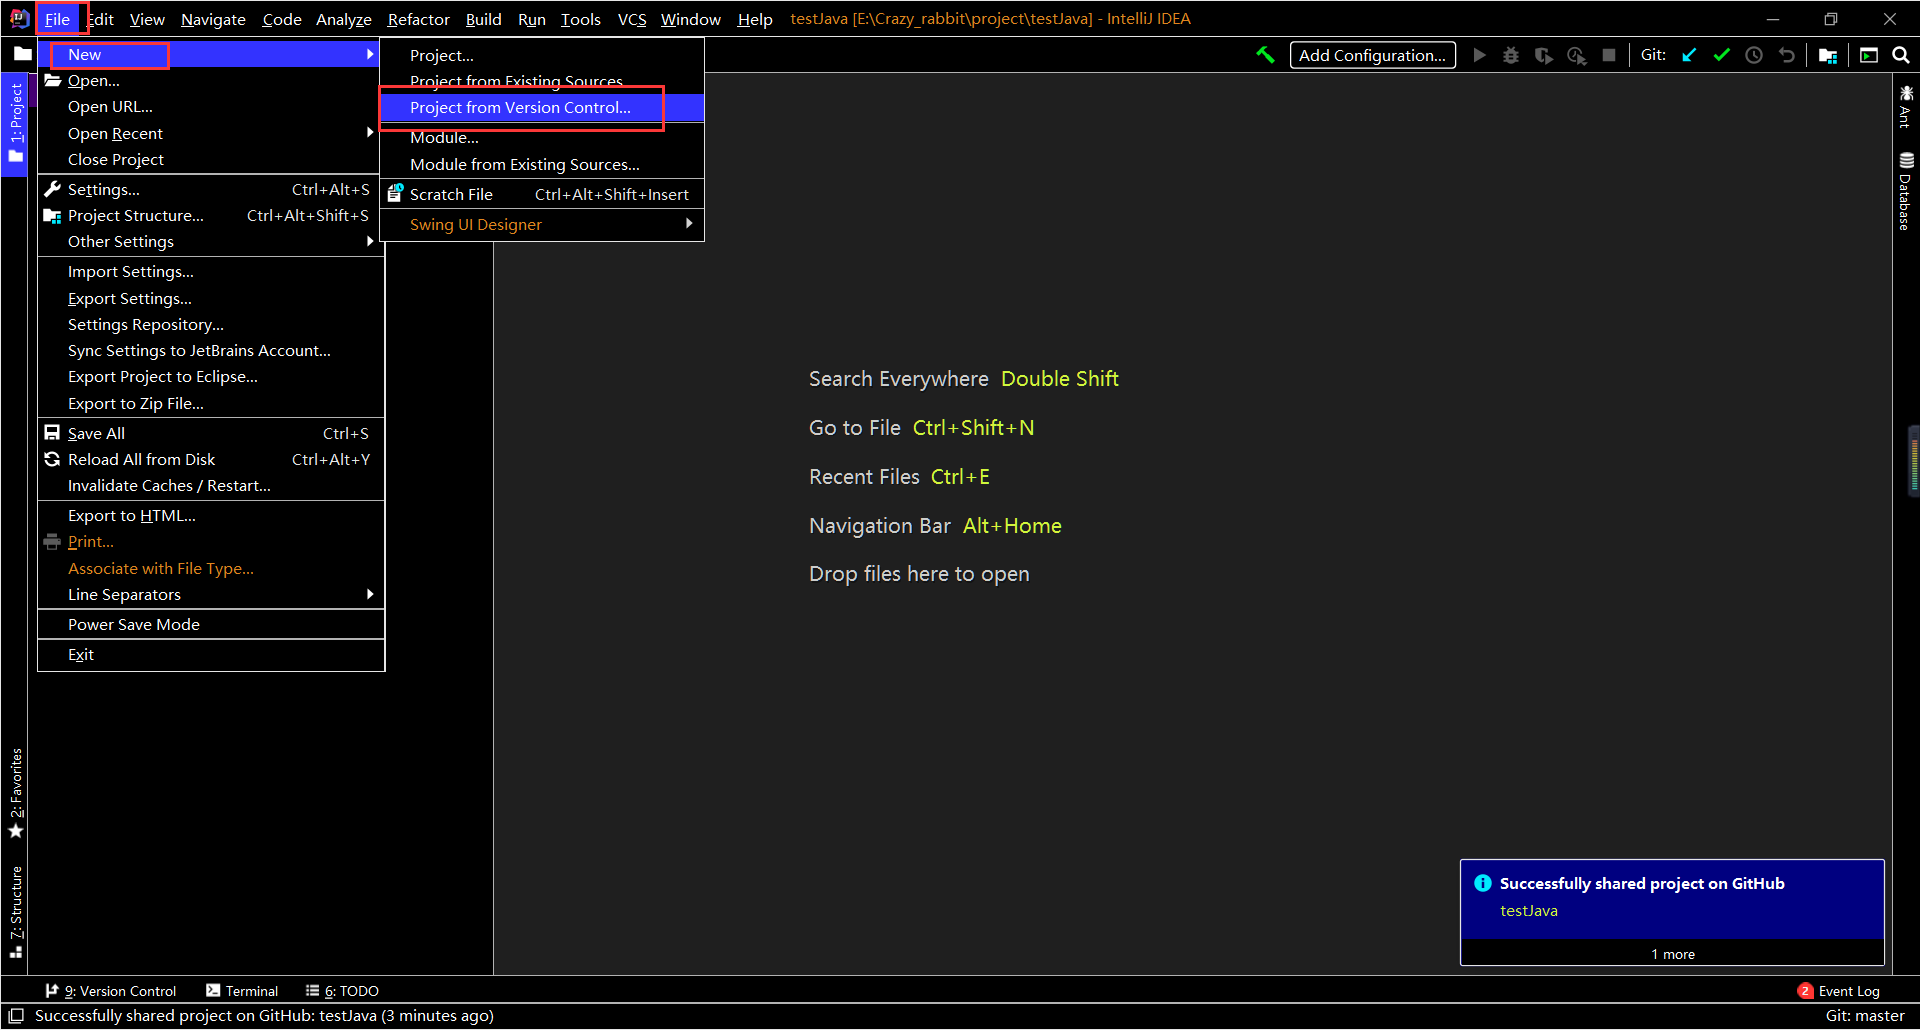 File Edit View Navigate Code Analyze Refactor Build Run Tools VCS Window Help testJava [E:\Crazy_rabbit\project\testJava] - IntelliJ IDEA
Add Configuration... Git:
New
Open...
Open URL...
Open Recent
Close Project
Settings... Ctrl+Alt+S
Project Structure... Ctrl+Alt+Shift+S
Other Settings
Import Settings...
Export Settings...
Settings Repository...
Sync Settings to JetBrains Account...
Export Project to Eclipse...
Export to Zip File...
Save All Ctrl+S
Reload All from Disk Ctrl+Alt+Y
Invalidate Caches / Restart...
Export to HTML...
Print...
Associate with File Type...
Line Separators
Power Save Mode
Exit
Project...
Project from Existing Sources...
Project from Version Control...
Module...
Module from Existing Sources...
Scratch File Ctrl+Alt+Shift+Insert
Swing UI Designer
1: Project
2: Favorites
7: Structure
Ant
Database
Search Everywhere Double Shift
Go to File Ctrl+Shift+N
Recent Files Ctrl+E
Navigation Bar Alt+Home
Drop files here to open
Successfully shared project on GitHub
testJava
1 more
9: Version Control Terminal 6: TODO 2 Event Log
Successfully shared project on GitHub: testJava (3 minutes ago) Git: master